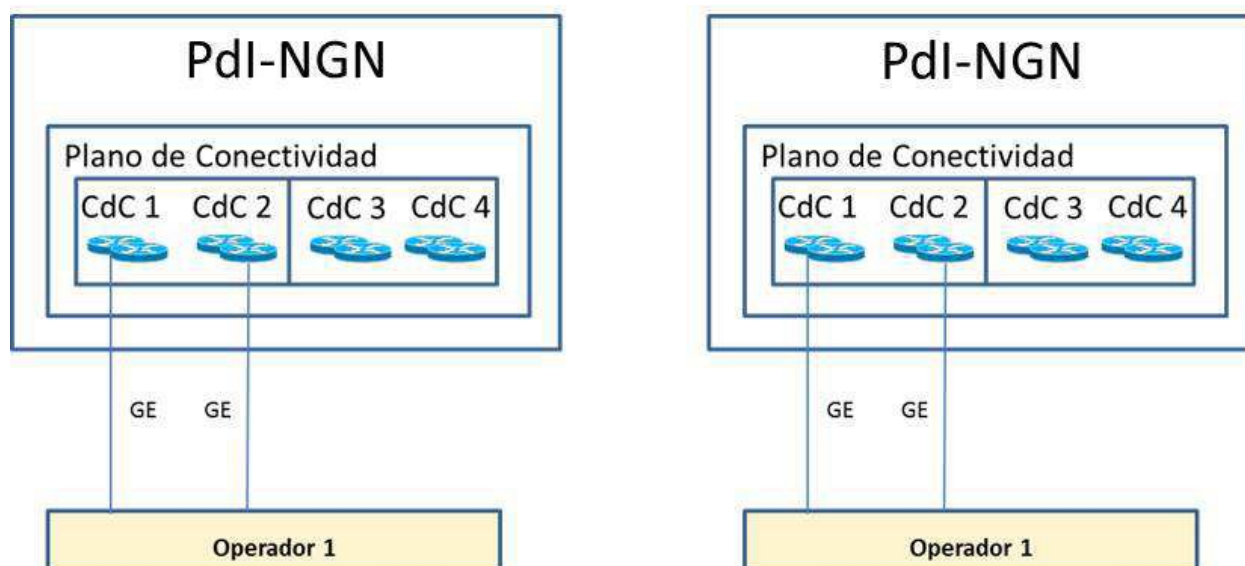 PdI-NGN
Plano de Conectividad
CdC 1 CdC 2 CdC 3 CdC 4
GE GE
Operador 1
PdI-NGN
Plano de Conectividad
CdC 1 CdC 2 CdC 3 CdC 4
GE GE
Operador 1